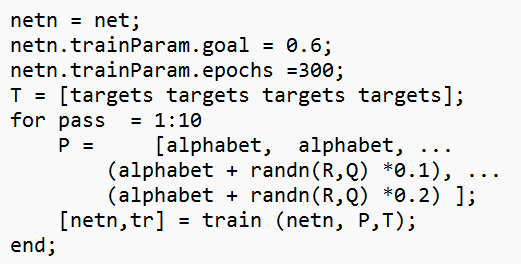 netn = net;
netn.trainParam.goal = 0.6;
netn.trainParam.epochs =300;
T = [targets targets targets targets];
for pass  = 1:10
    P =     [alphabet,  alphabet, ...
        (alphabet + randn(R,Q) *0.1), ...
        (alphabet + randn(R,Q) *0.2) ];
    [netn,tr] = train (netn, P,T);
end;